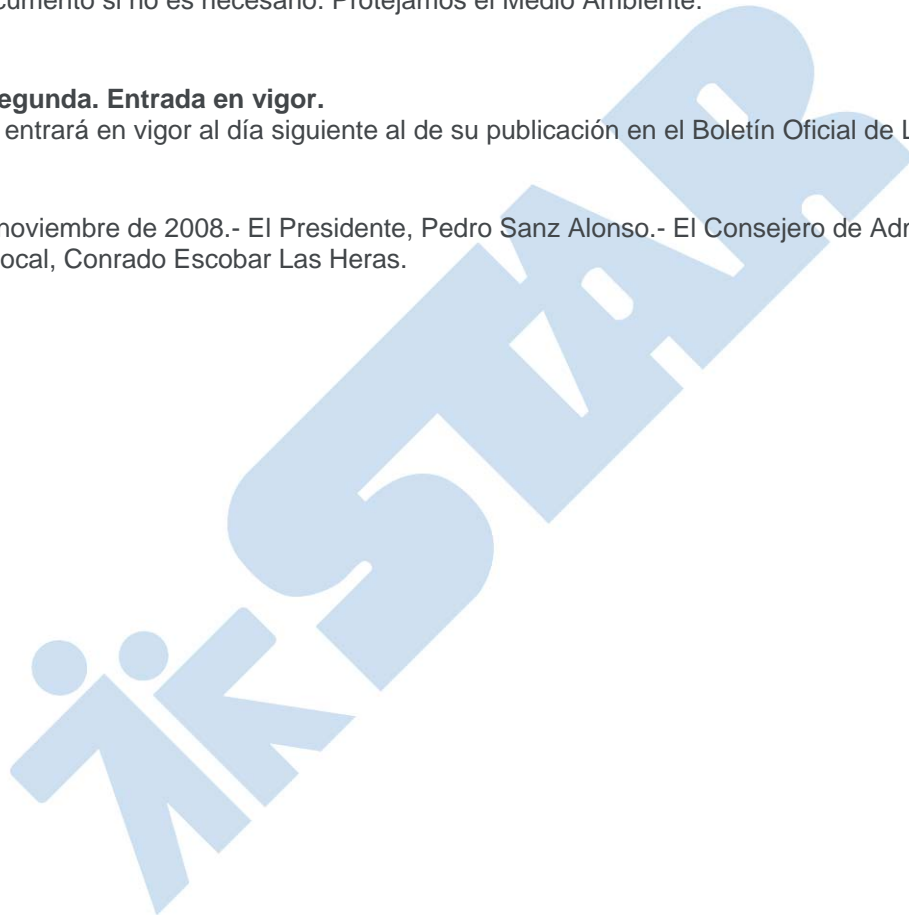 cumento si no es necesario. Protejamos el Medio Ambiente.
egunda. Entrada en vigor.
entrará en vigor al día siguiente al de su publicación en el Boletín Oficial de L
noviembre de 2008.- El Presidente, Pedro Sanz Alonso.- El Consejero de Adr
ocal, Conrado Escobar Las Heras.
STAR